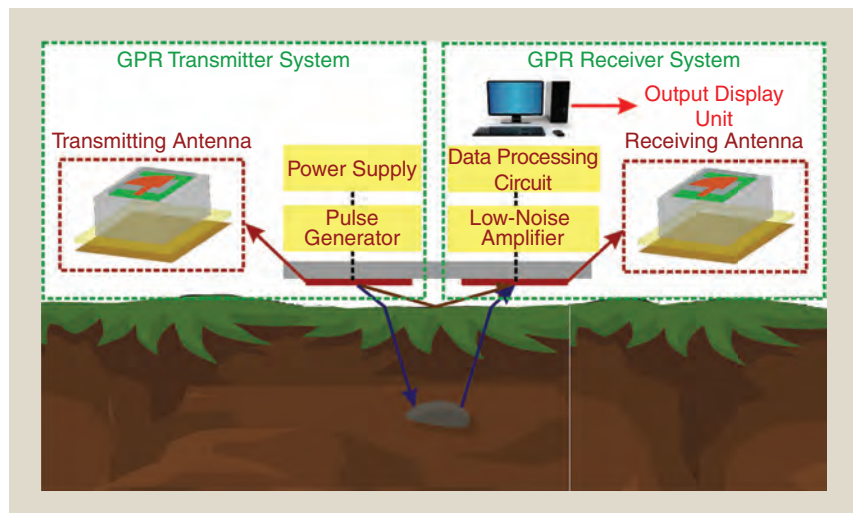 GPR Transmitter System
GPR Receiver System
Output Display
Unit
Transmitting Antenna
Receiving Antenna
Power Supply
Data Processing
Circuit
Pulse
Generator
Low-Noise
Amplifier